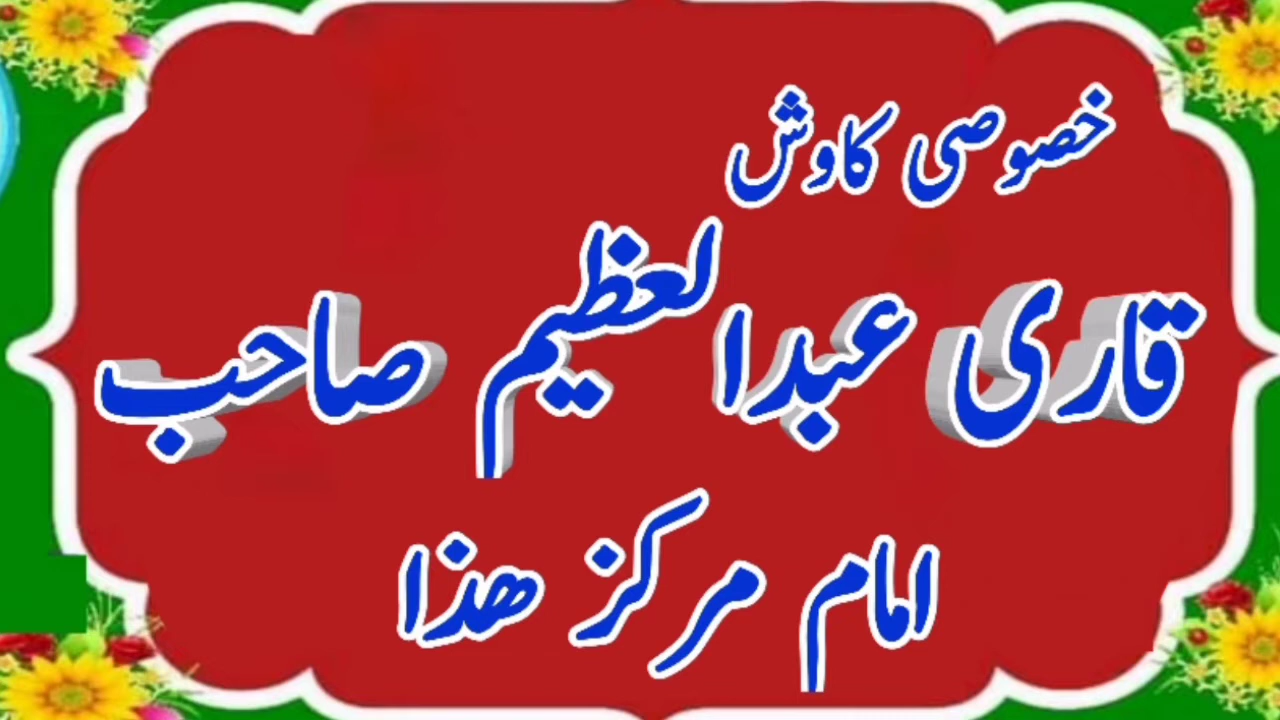 خصوصی کاوش
قاری عبدالعظیم صاحب
امام مرکز ھذا